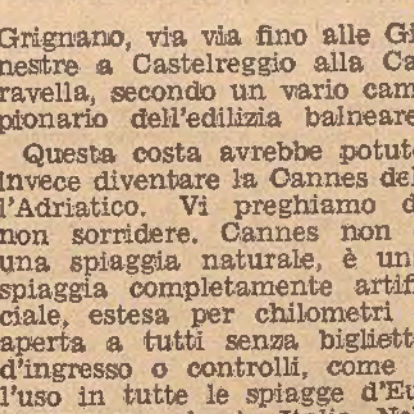 Grignano, via via fino alle Gi
nestre a Castelreggio alla Ca
ravella, secondo un vario cam
pionario dell'edilizia balneare
Questa costa avrebbe potut
invece diventare la Cannes del
l'Adriatico. Vi preghiamo d
non sorridere. Cannes non
una spiaggia naturale, è un
spiaggia completamente artifi
ciale, estesa per chilometri
aperta a tutti senza bigliett
d'ingresso o controlli, come
l'uso in tutte le spiagge d'Eu